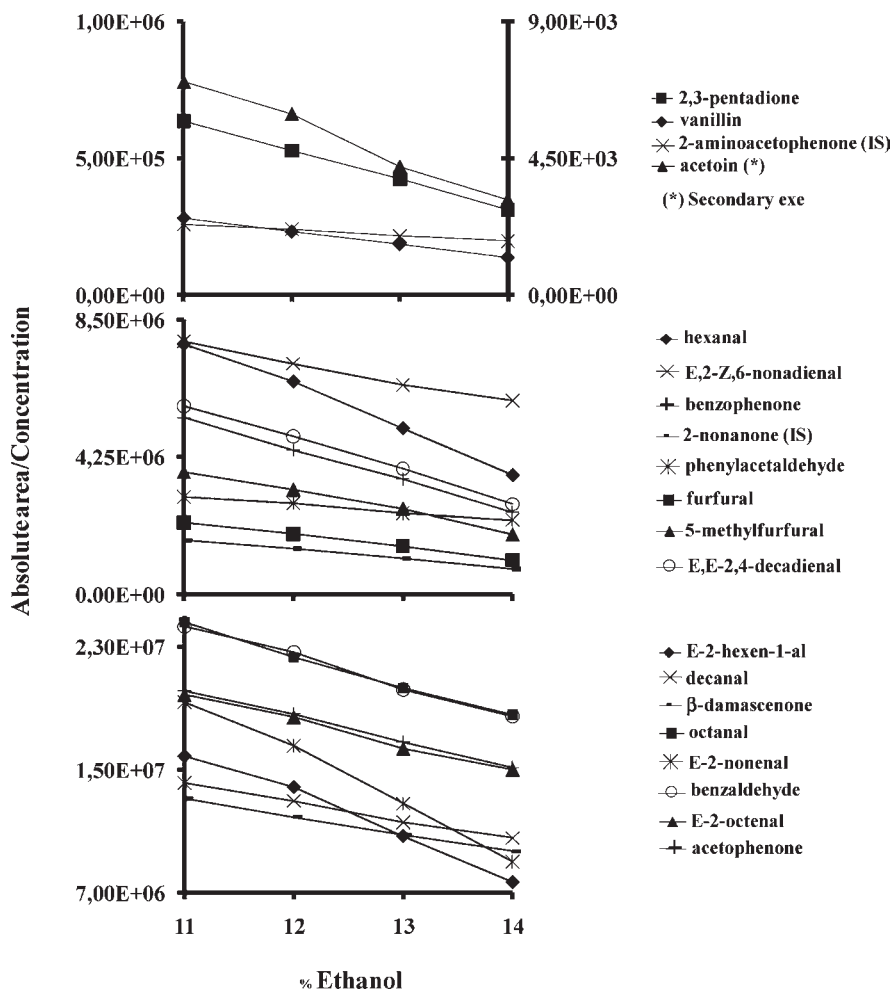 1,00E+06
9,00E+03
2,3-pentadione
vanillin
2-aminoacetophenone (IS)
5,00E+05
4,50E+03
acetoin (*)
(*) Secondary exe
0,00E+00
0,00E+00
Absolutearea/Concentration
8,50E+06
hexanal
E,2-Z,6-nonadienal
benzophenone
4,25E+06
2-nonanone (IS)
phenylacetaldehyde
furfural
5-methylfurfural
E,E-2,4-decadienal
0,00E+00
2,30E+07
E-2-hexen-1-al
decanal
β-damascenone
octanal
1,50E+07
E-2-nonenal
benzaldehyde
E-2-octenal
acetophenone
7,00E+06
11 12 13 14
% Ethanol